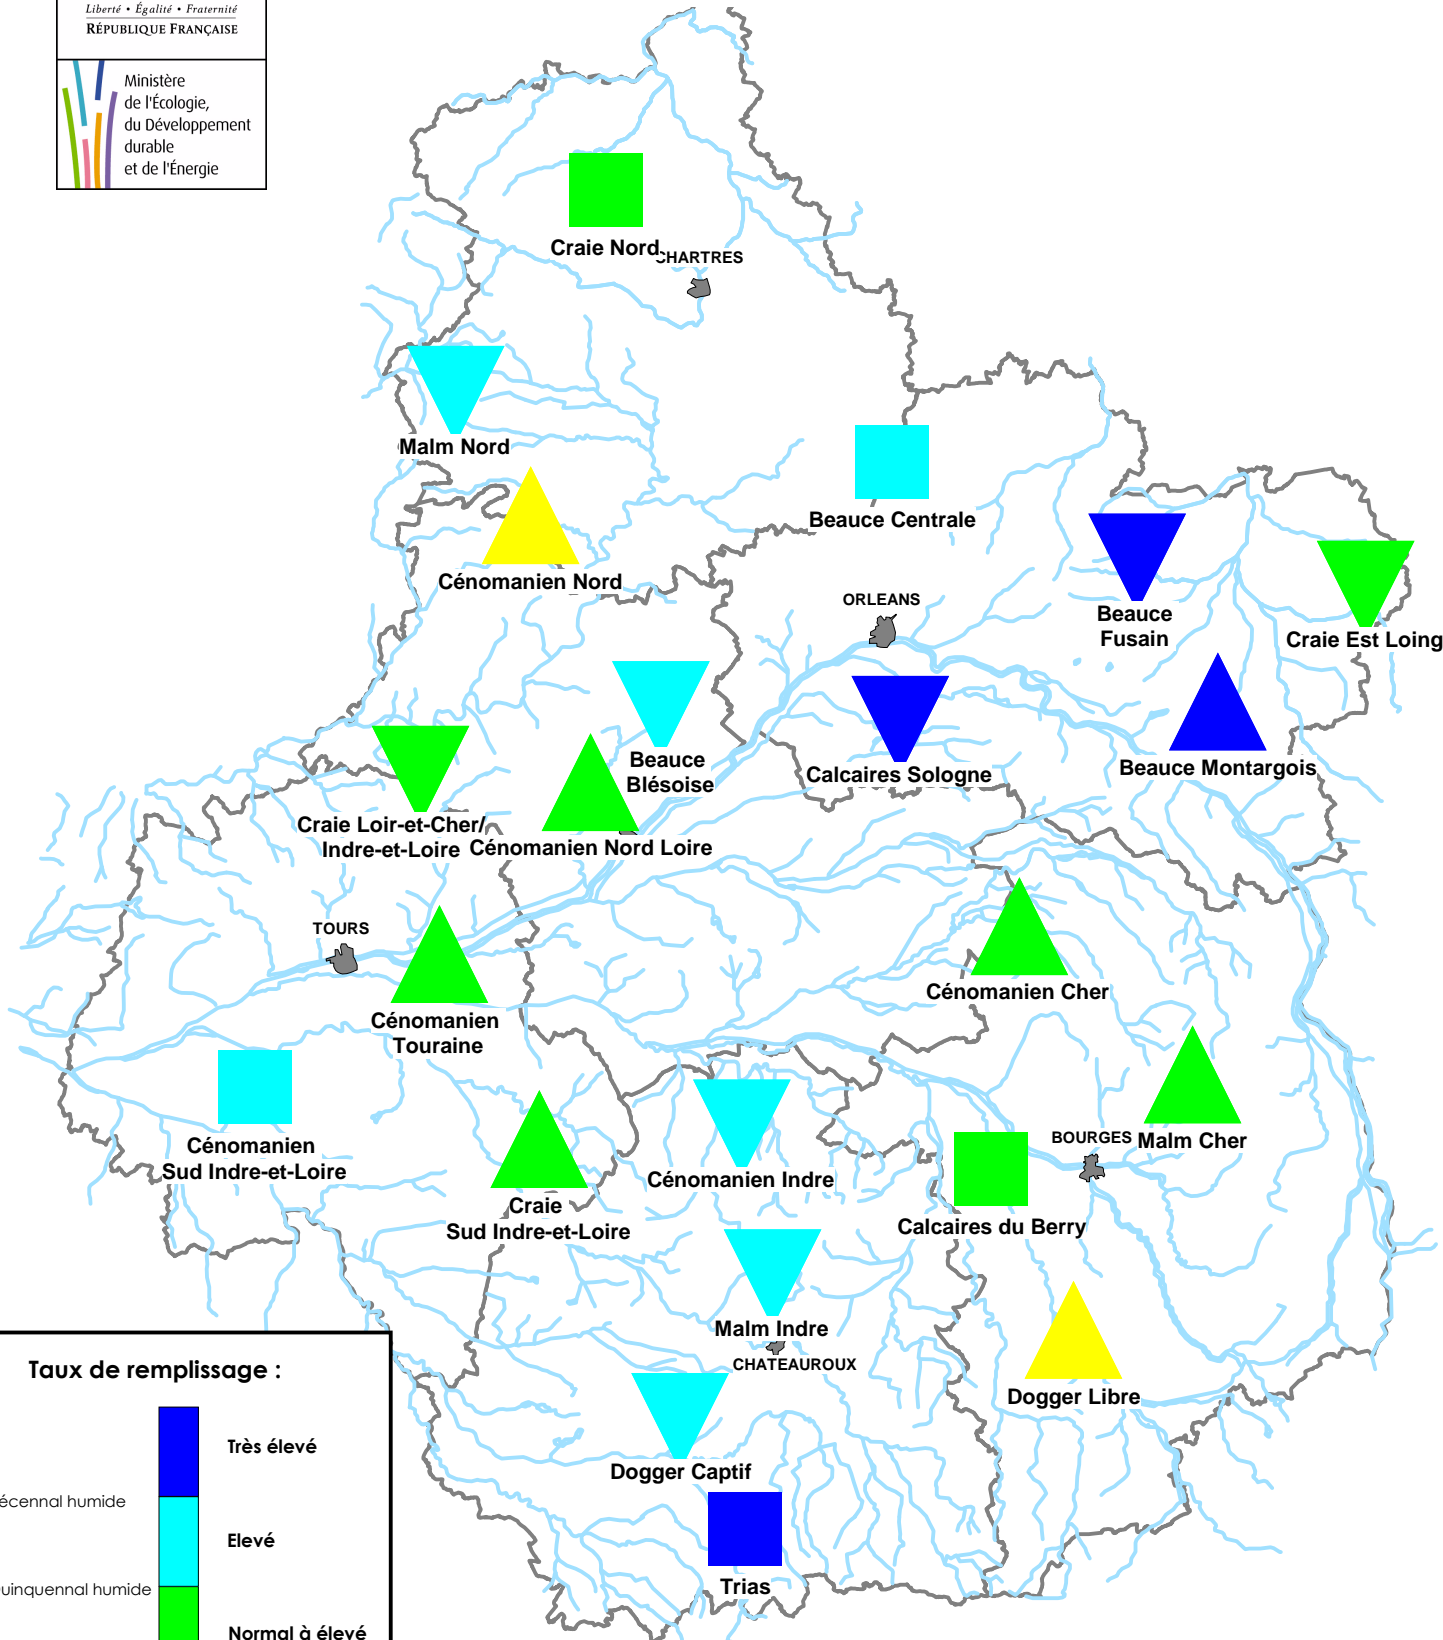 Liberté • Égalité • Fraternité
RÉPUBLIQUE FRANÇAISE
Ministère
de l'Écologie,
du Développement
durable
et de l'Énergie
Craie Nord
CHARTRES
Malm Nord
Beauce Centrale
Cénomanien Nord
ORLEANS
Beauce
Fusain
Craie Est Loing
Beauce
Blésoise
Calcaires Sologne
Beauce Montargois
Craie Loir-et-Cher/
Indre-et-Loire
Cénomanien Nord Loire
TOURS
Cénomanien
Touraine
Cénomanien Cher
Cénomanien
Sud Indre-et-Loire
Craie
Sud Indre-et-Loire
Cénomanien Indre
BOURGES
Malm Cher
Calcaires du Berry
Malm Indre
CHATEAUROUX
Dogger Libre
Dogger Captif
Trias
Taux de remplissage :
Très élevé
écennal humide
Elevé
uinquennal humide
Normal à élevé